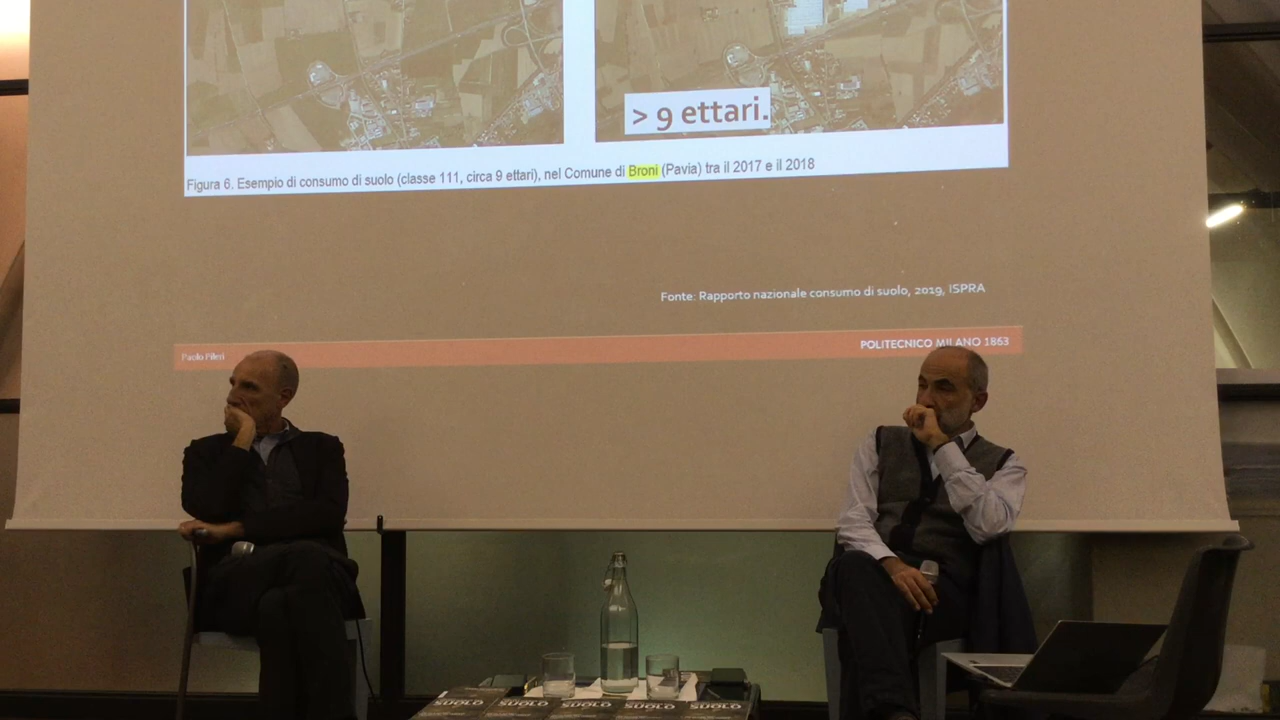 > 9 ettari.
Figura 6. Esempio di consumo di suolo (classe 111, circa 9 ettari), nel Comune di Broni (Pavia) tra il 2017 e il 2018
Fonte: Rapporto nazionale consumo di suolo, 2019, ISPRA
Paolo Pileri
POLITECNICO MILANO 1863
SUOLO SUOLO SUOLO SUOLO SUOLO